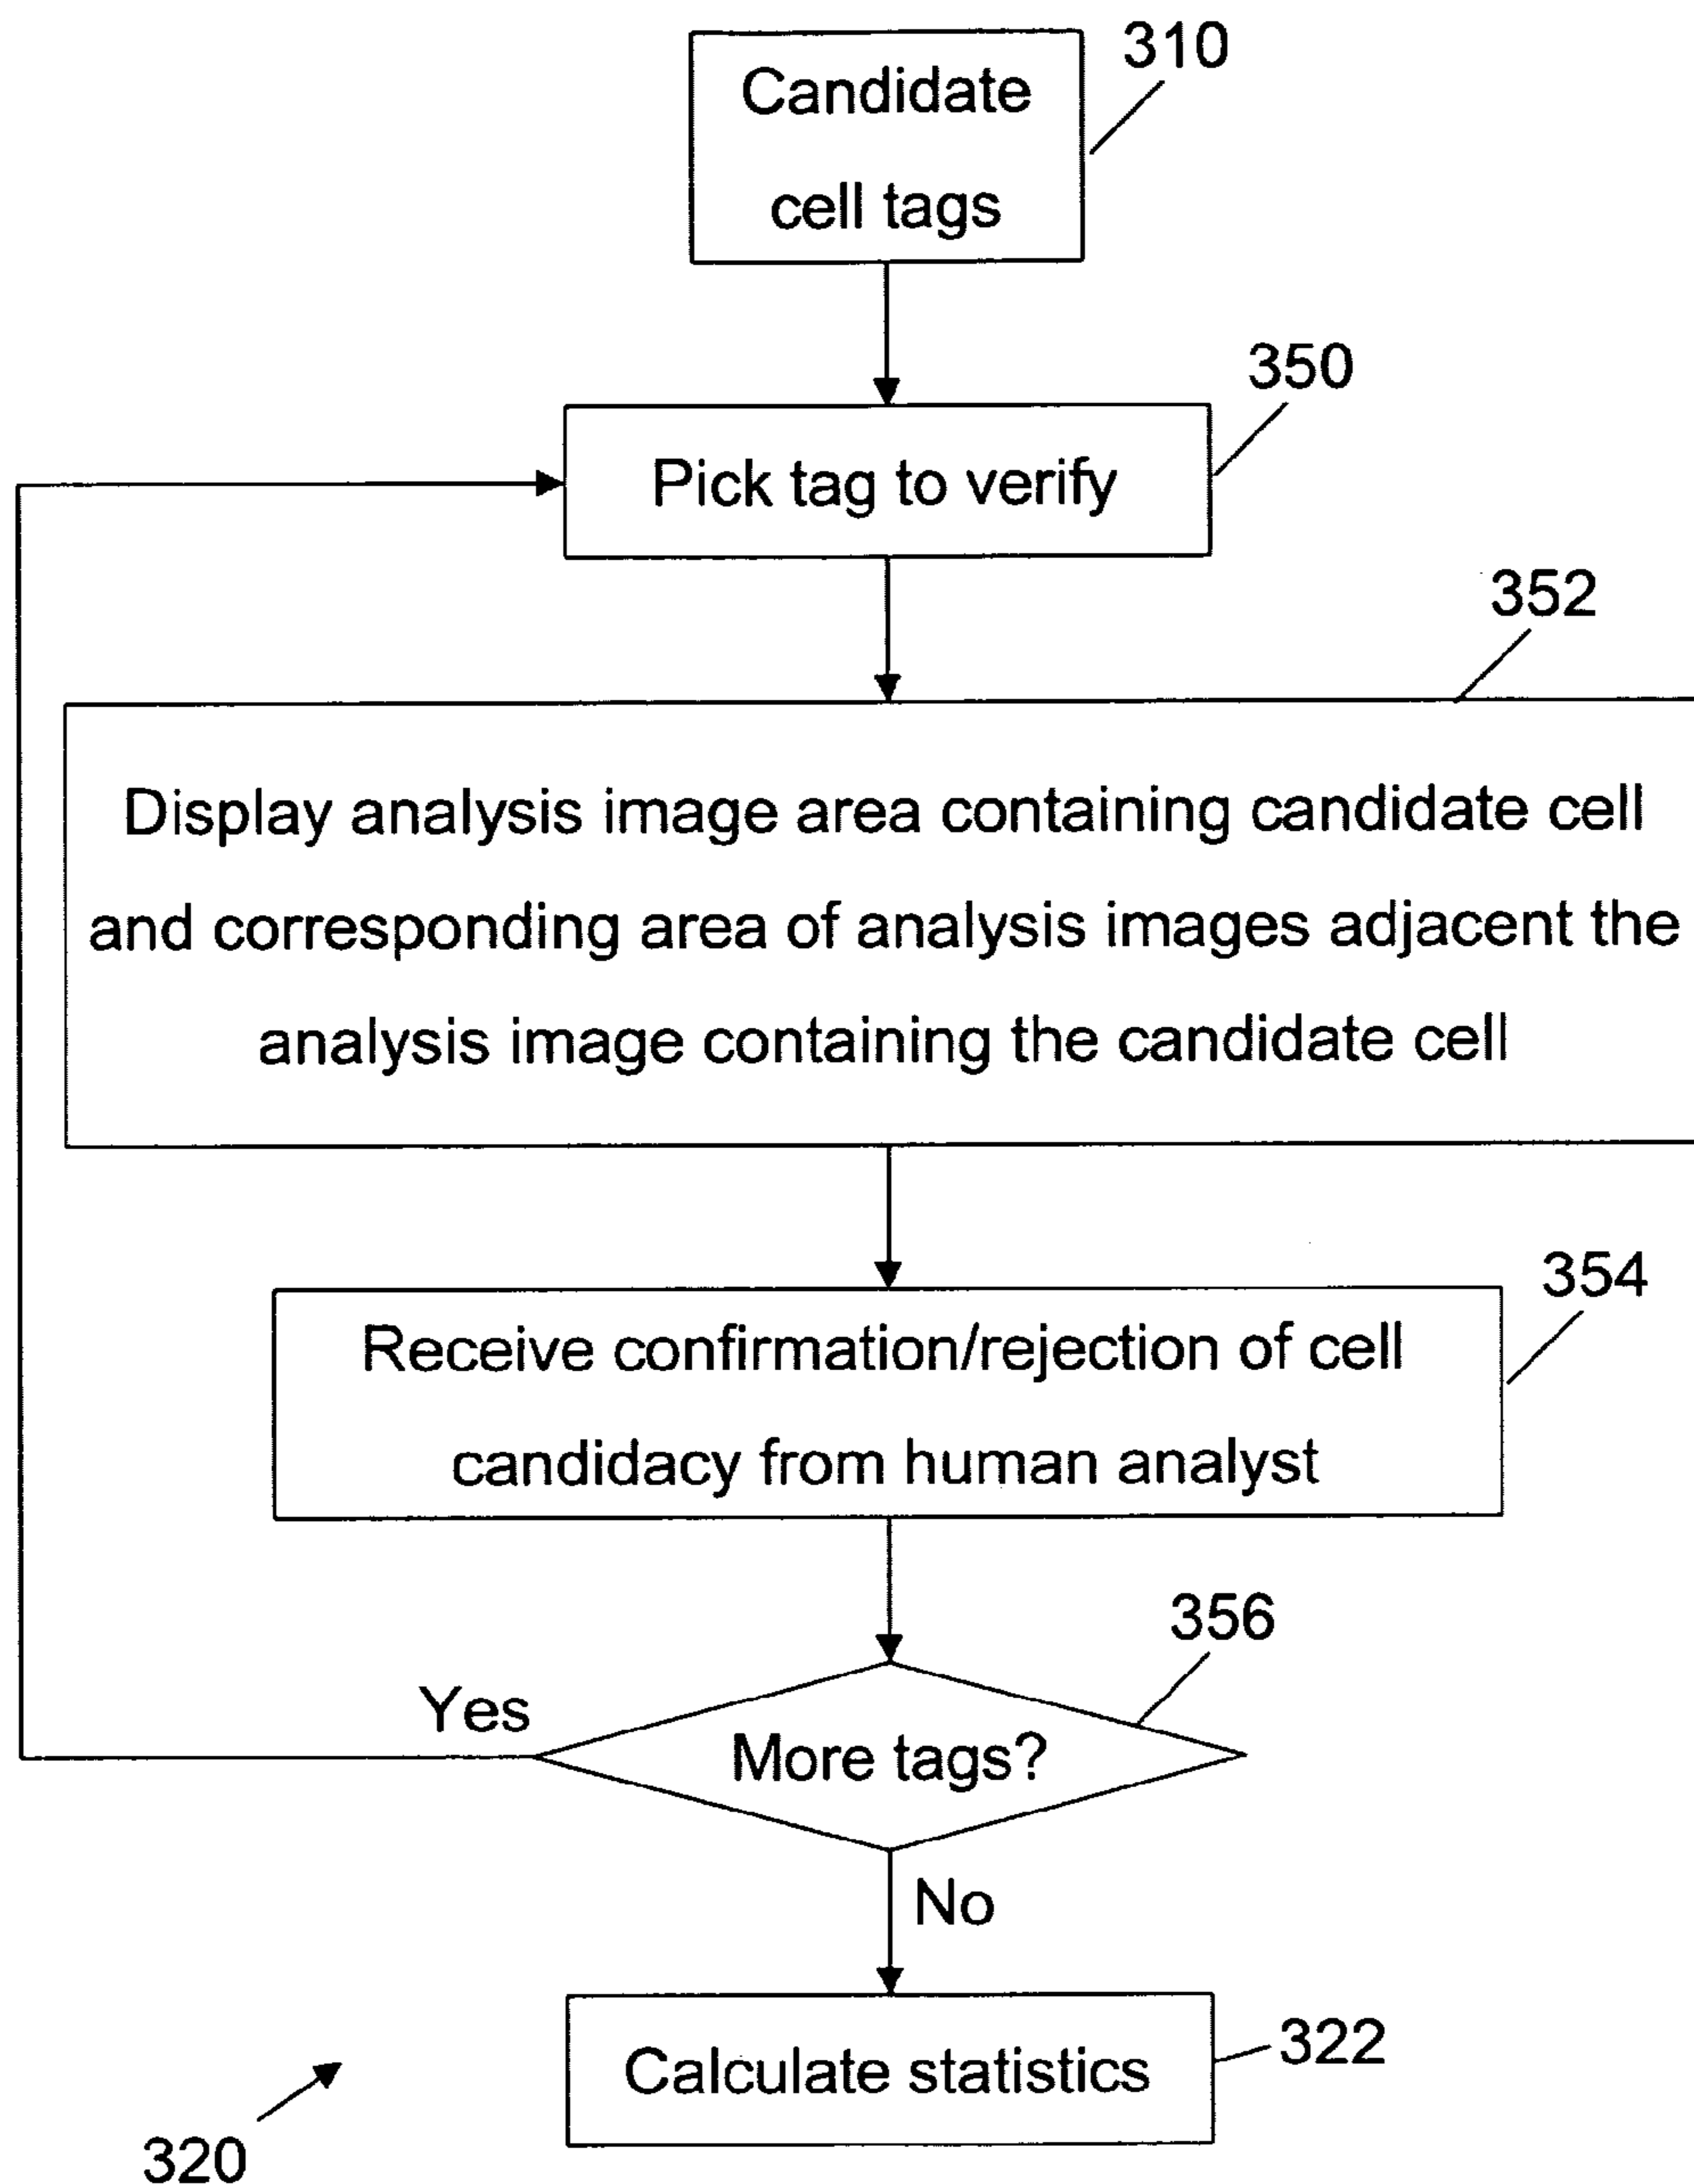 310
Candidate
cell tags
350
Pick tag to verify
352
Display analysis image area containing candidate cell
and corresponding area of analysis images adjacent the
analysis image containing the candidate cell
354
Receive confirmation/rejection of cell
candidacy from human analyst
356
Yes
More tags?
No
322
Calculate statistics
320